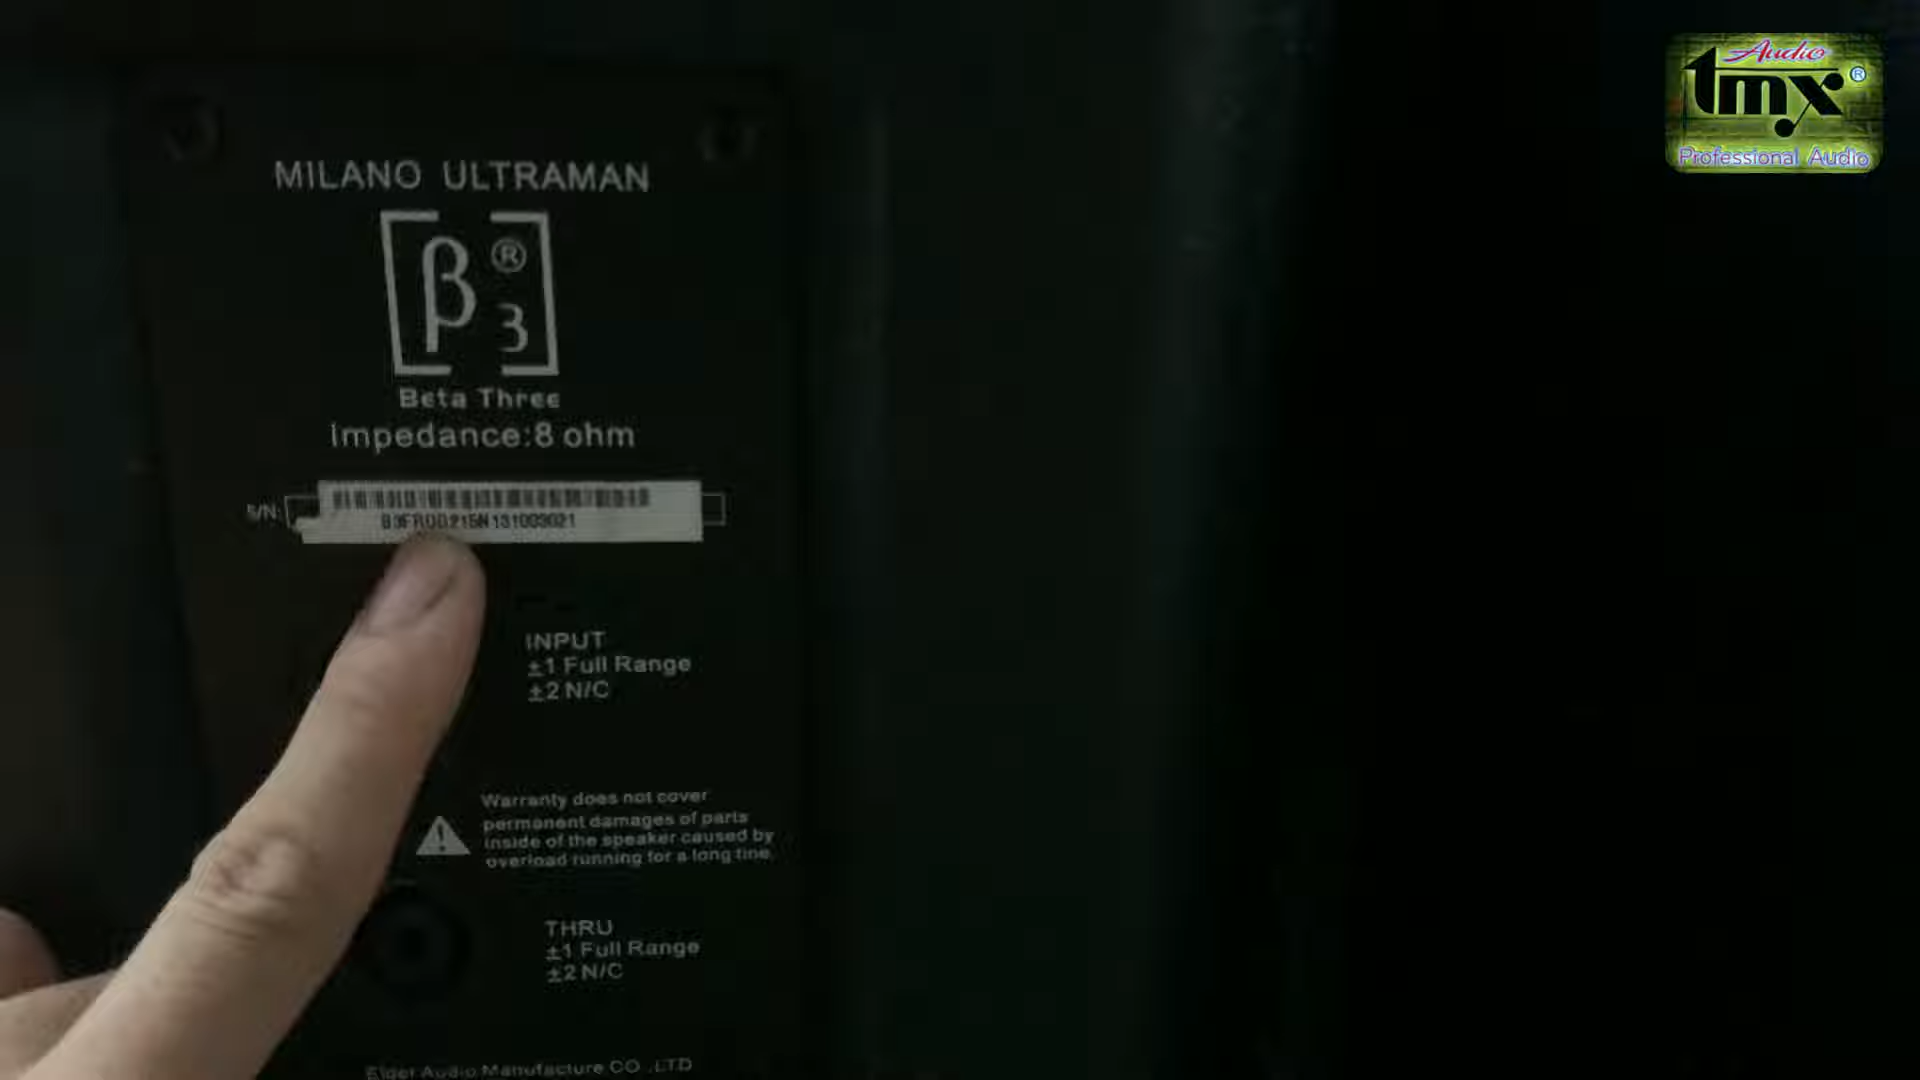 Audio
tmx®
Professional Audio
MILANO ULTRAMAN
β® 3
Beta Three
Impedance:8 ohm
S/N:
INPUT
±1 Full Range
±2 N/C
Warranty does not cover
permanent damages of parts
inside of the speaker caused by
overload running for a long time.
THRU
±1 Full Range
±2 N/C
Elder Audio Manufacture CO.,LTD